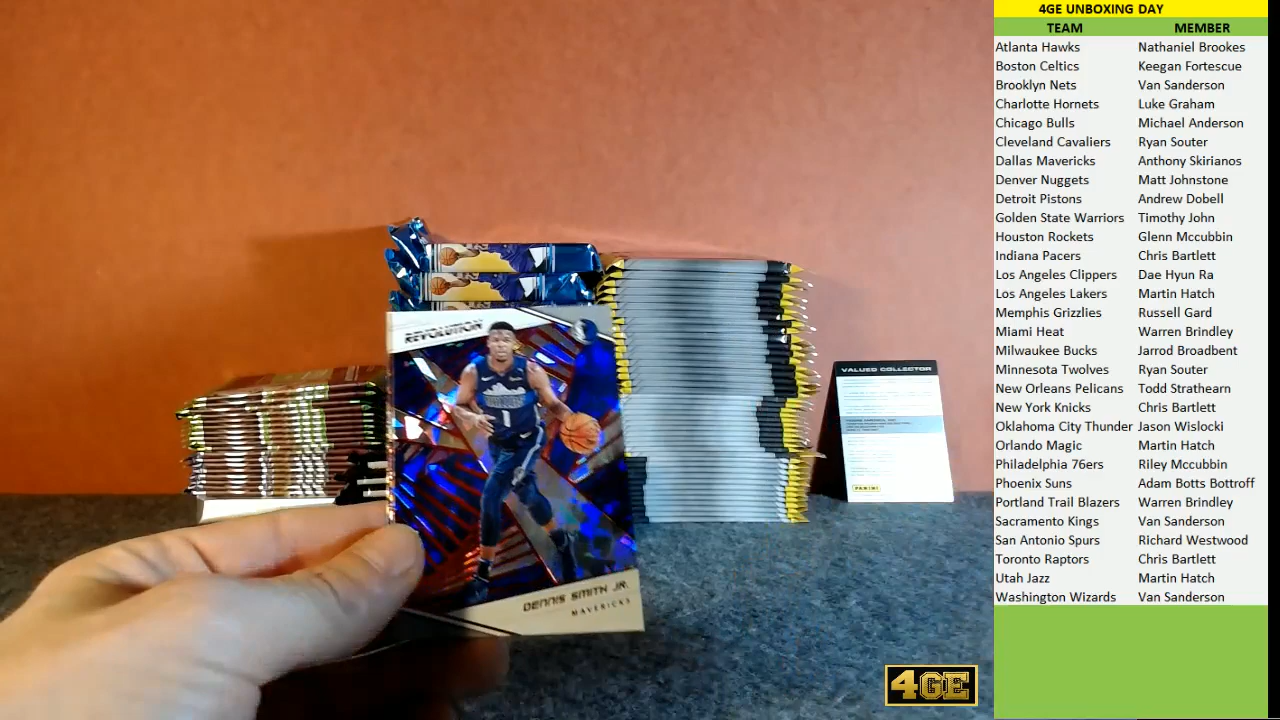 4GE UNBOXING DAY
TEAM MEMBER
Atlanta Hawks Nathaniel Brookes
Boston Celtics Keegan Fortescue
Brooklyn Nets Van Sanderson
Charlotte Hornets Luke Graham
Chicago Bulls Michael Anderson
Cleveland Cavaliers Ryan Souter
Dallas Mavericks Anthony Skirianos
Denver Nuggets Matt Johnstone
Detroit Pistons Andrew Dobell
Golden State Warriors Timothy John
Houston Rockets Glenn Mccubbin
Indiana Pacers Chris Bartlett
Los Angeles Clippers Dae Hyun Ra
Los Angeles Lakers Martin Hatch
Memphis Grizzlies Russell Gard
Miami Heat Warren Brindley
Milwaukee Bucks Jarrod Broadbent
Minnesota Twolves Ryan Souter
New Orleans Pelicans Todd Strathearn
New York Knicks Chris Bartlett
Oklahoma City Thunder Jason Wislocki
Orlando Magic Martin Hatch
Philadelphia 76ers Riley Mccubbin
Phoenix Suns Adam Botts Bottroff
Portland Trail Blazers Warren Brindley
Sacramento Kings Van Sanderson
San Antonio Spurs Richard Westwood
Toronto Raptors Chris Bartlett
Utah Jazz Martin Hatch
Washington Wizards Van Sanderson
REVOLUTION
1
DENNIS SMITH JR.
MAVERICKS
VALUED COLLECTOR
PANINI
4GE